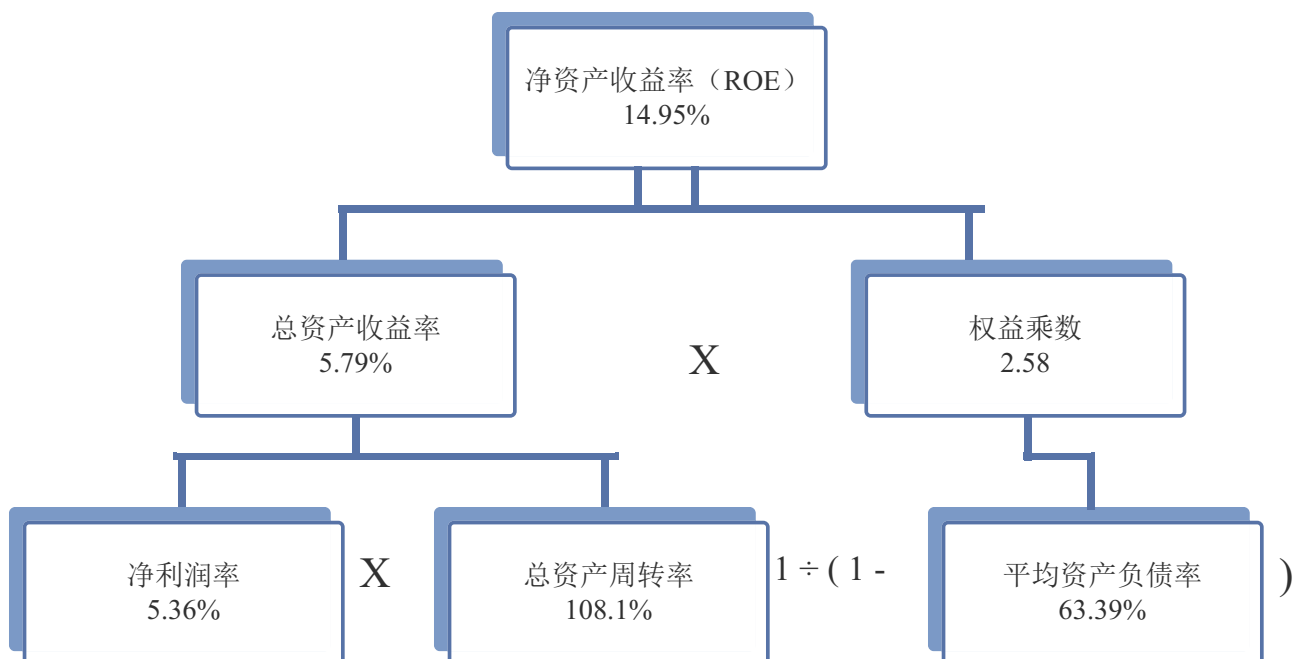 净资产收益率（ROE）
14.95%
总资产收益率
5.79%
X
权益乘数
2.58
净利润率
5.36%
X
总资产周转率
108.1%
1 ÷ ( 1 -
平均资产负债率
63.39%
)